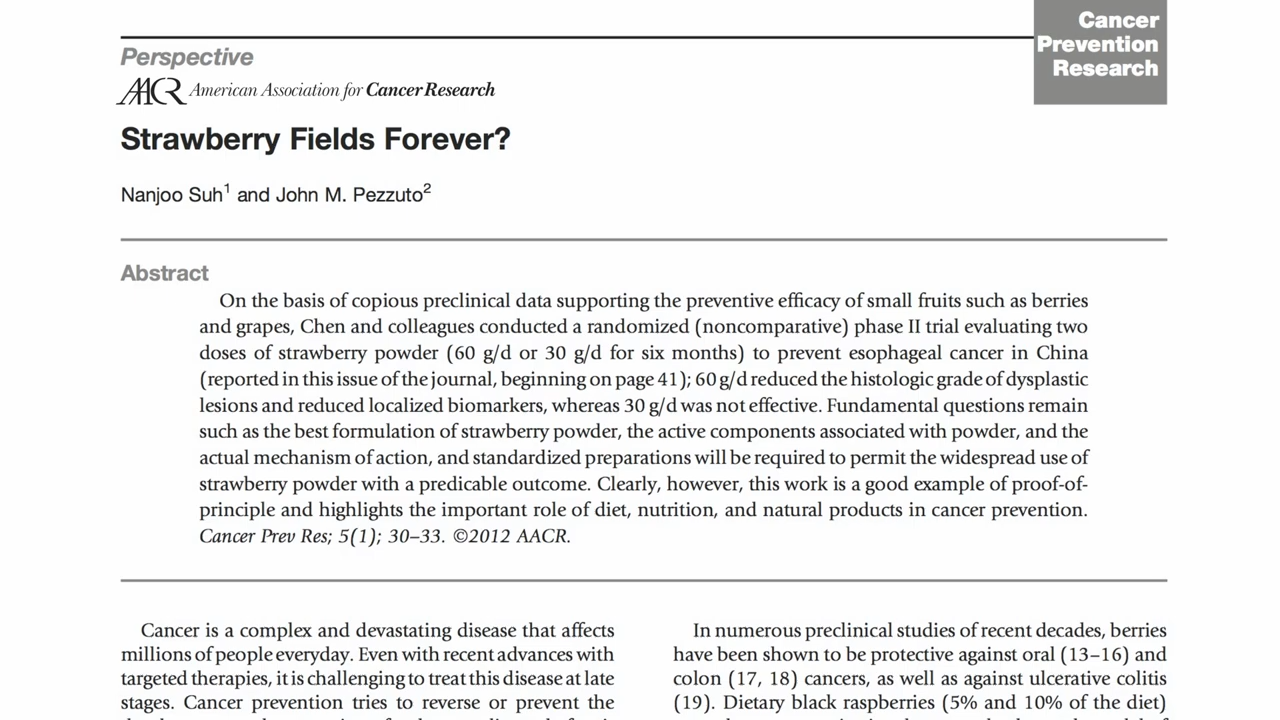 Cancer
Prevention
Research
Perspective
AACR American Association for Cancer Research
Strawberry Fields Forever?
Nanjoo Suh1 and John M. Pezzuto2
Abstract
On the basis of copious preclinical data supporting the preventive efficacy of small fruits such as berries
and grapes, Chen and colleagues conducted a randomized (noncomparative) phase II trial evaluating two
doses of strawberry powder (60 g/d or 30 g/d for six months) to prevent esophageal cancer in China
(reported in this issue of the journal, beginning on page 41); 60 g/d reduced the histologic grade of dysplastic
lesions and reduced localized biomarkers, whereas 30 g/d was not effective. Fundamental questions remain
such as the best formulation of strawberry powder, the active components associated with powder, and the
actual mechanism of action, and standardized preparations will be required to permit the widespread use of
strawberry powder with a predicable outcome. Clearly, however, this work is a good example of proof-of-
principle and highlights the important role of diet, nutrition, and natural products in cancer prevention.
Cancer Prev Res; 5(1); 30–33. ©2012 AACR.
Cancer is a complex and devastating disease that affects
millions of people everyday. Even with recent advances with
targeted therapies, it is challenging to treat this disease at late
stages. Cancer prevention tries to reverse or prevent the
In numerous preclinical studies of recent decades, berries
have been shown to be protective against oral (13–16) and
colon (17, 18) cancers, as well as against ulcerative colitis
(19). Dietary black raspberries (5% and 10% of the diet)